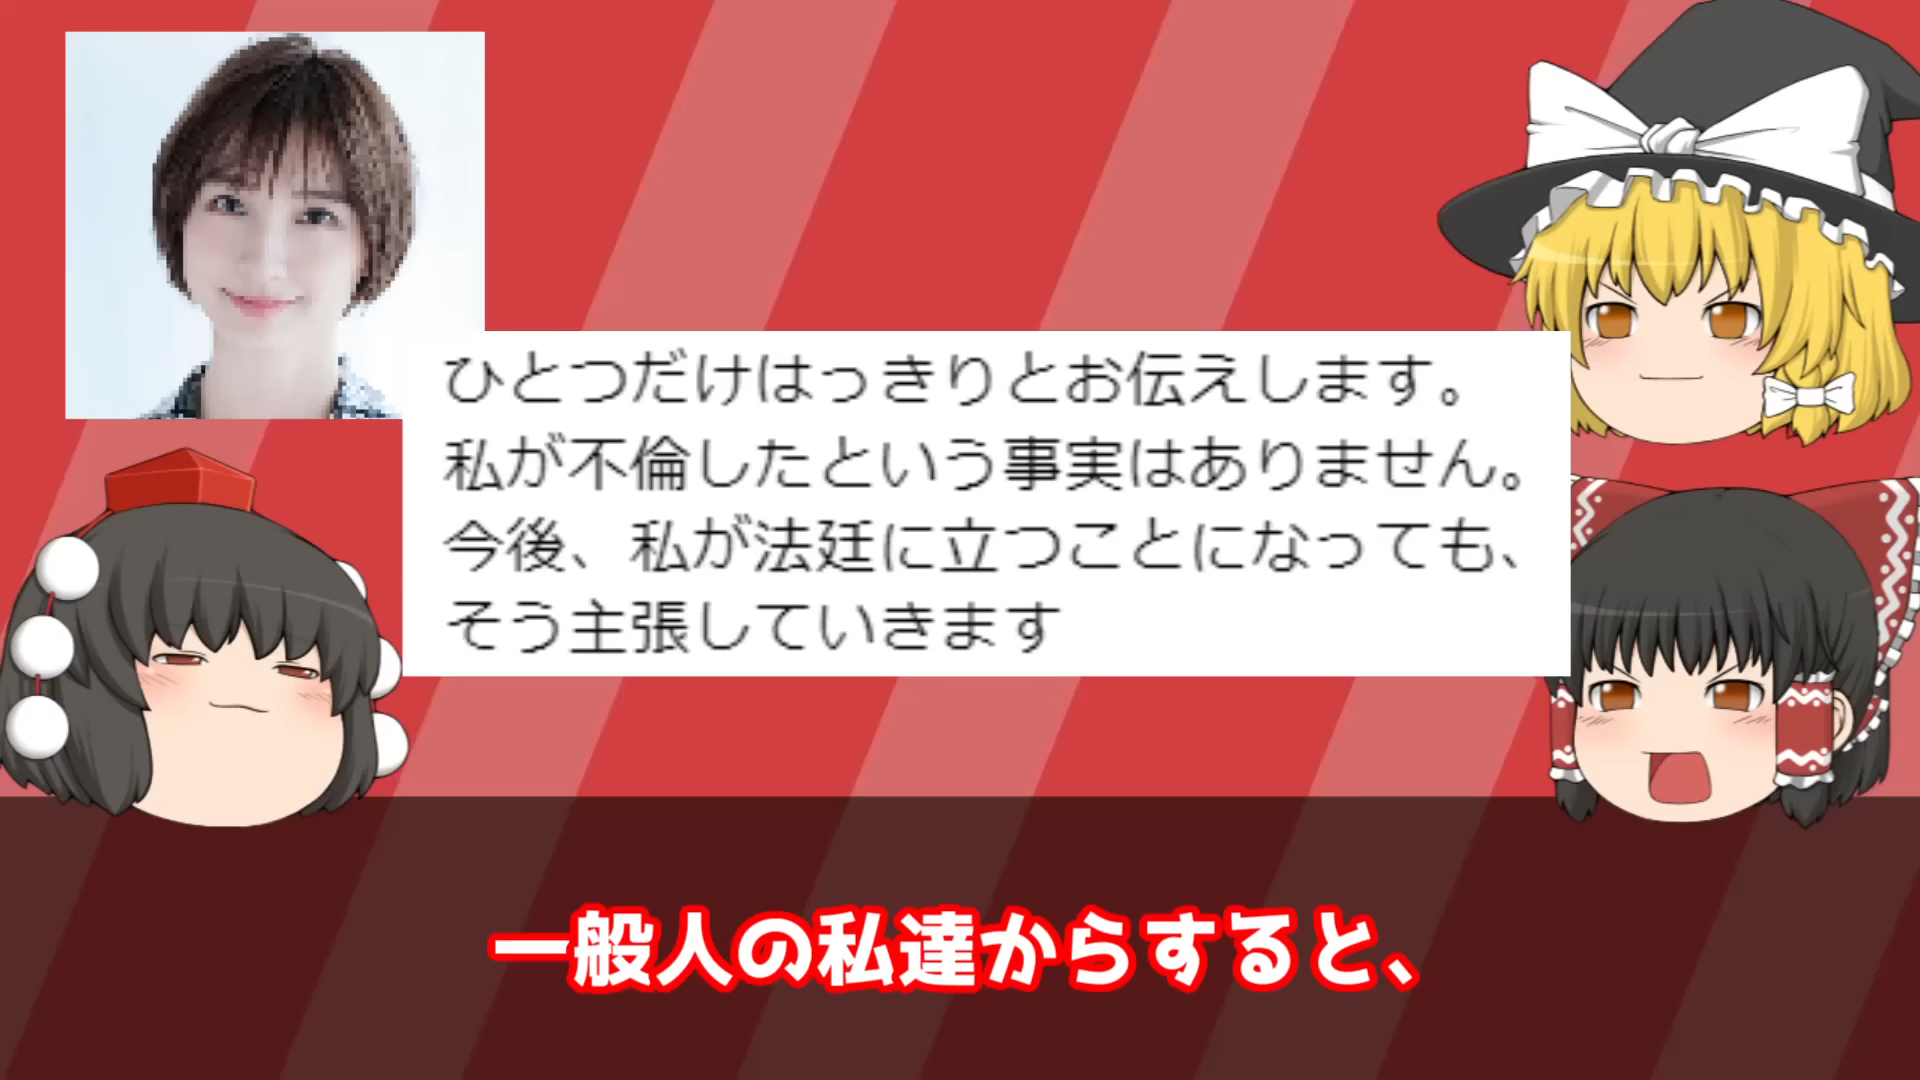 ひとつだけはっきりとお伝えします。
私が不倫したという事実はありません。
今後、私が法廷に立つことになっても、
そう主張していきます
一般人の私達からすると、